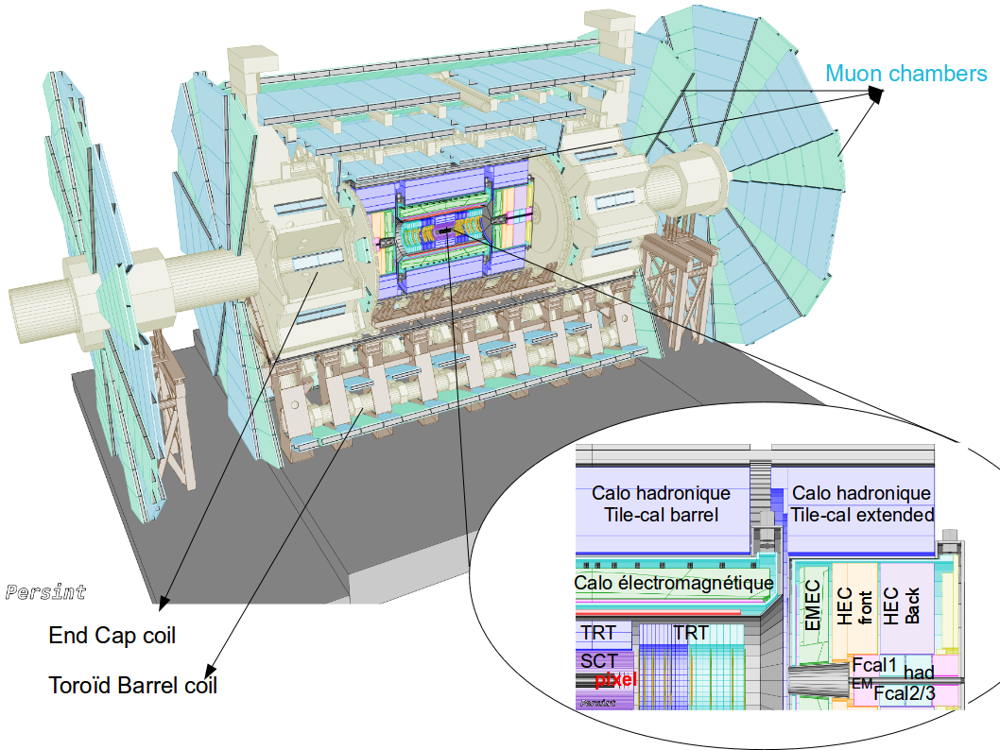 Muon chambers
Persint
End Cap coil
Toroïd Barrel coil
Calo hadronique
Tile-cal barrel
Calo hadronique
Tile-cal extended
Calo électromagnétique
EMEC
HEC
front
HEC
Back
TRT
TRT
SCT
pixel
Persint
Fcal1
EM
had
Fcal2/3